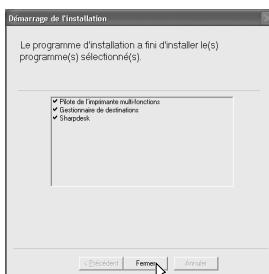 Démarrage de l'installation
Le programme d'installation a fini d'installer le(s)
programme(s) sélectionné(s).
Pilote de l'imprimante multi-fonctions
Gestionnaire de destinations
Sharpdesk
< Précédent
Fermer
Annuler